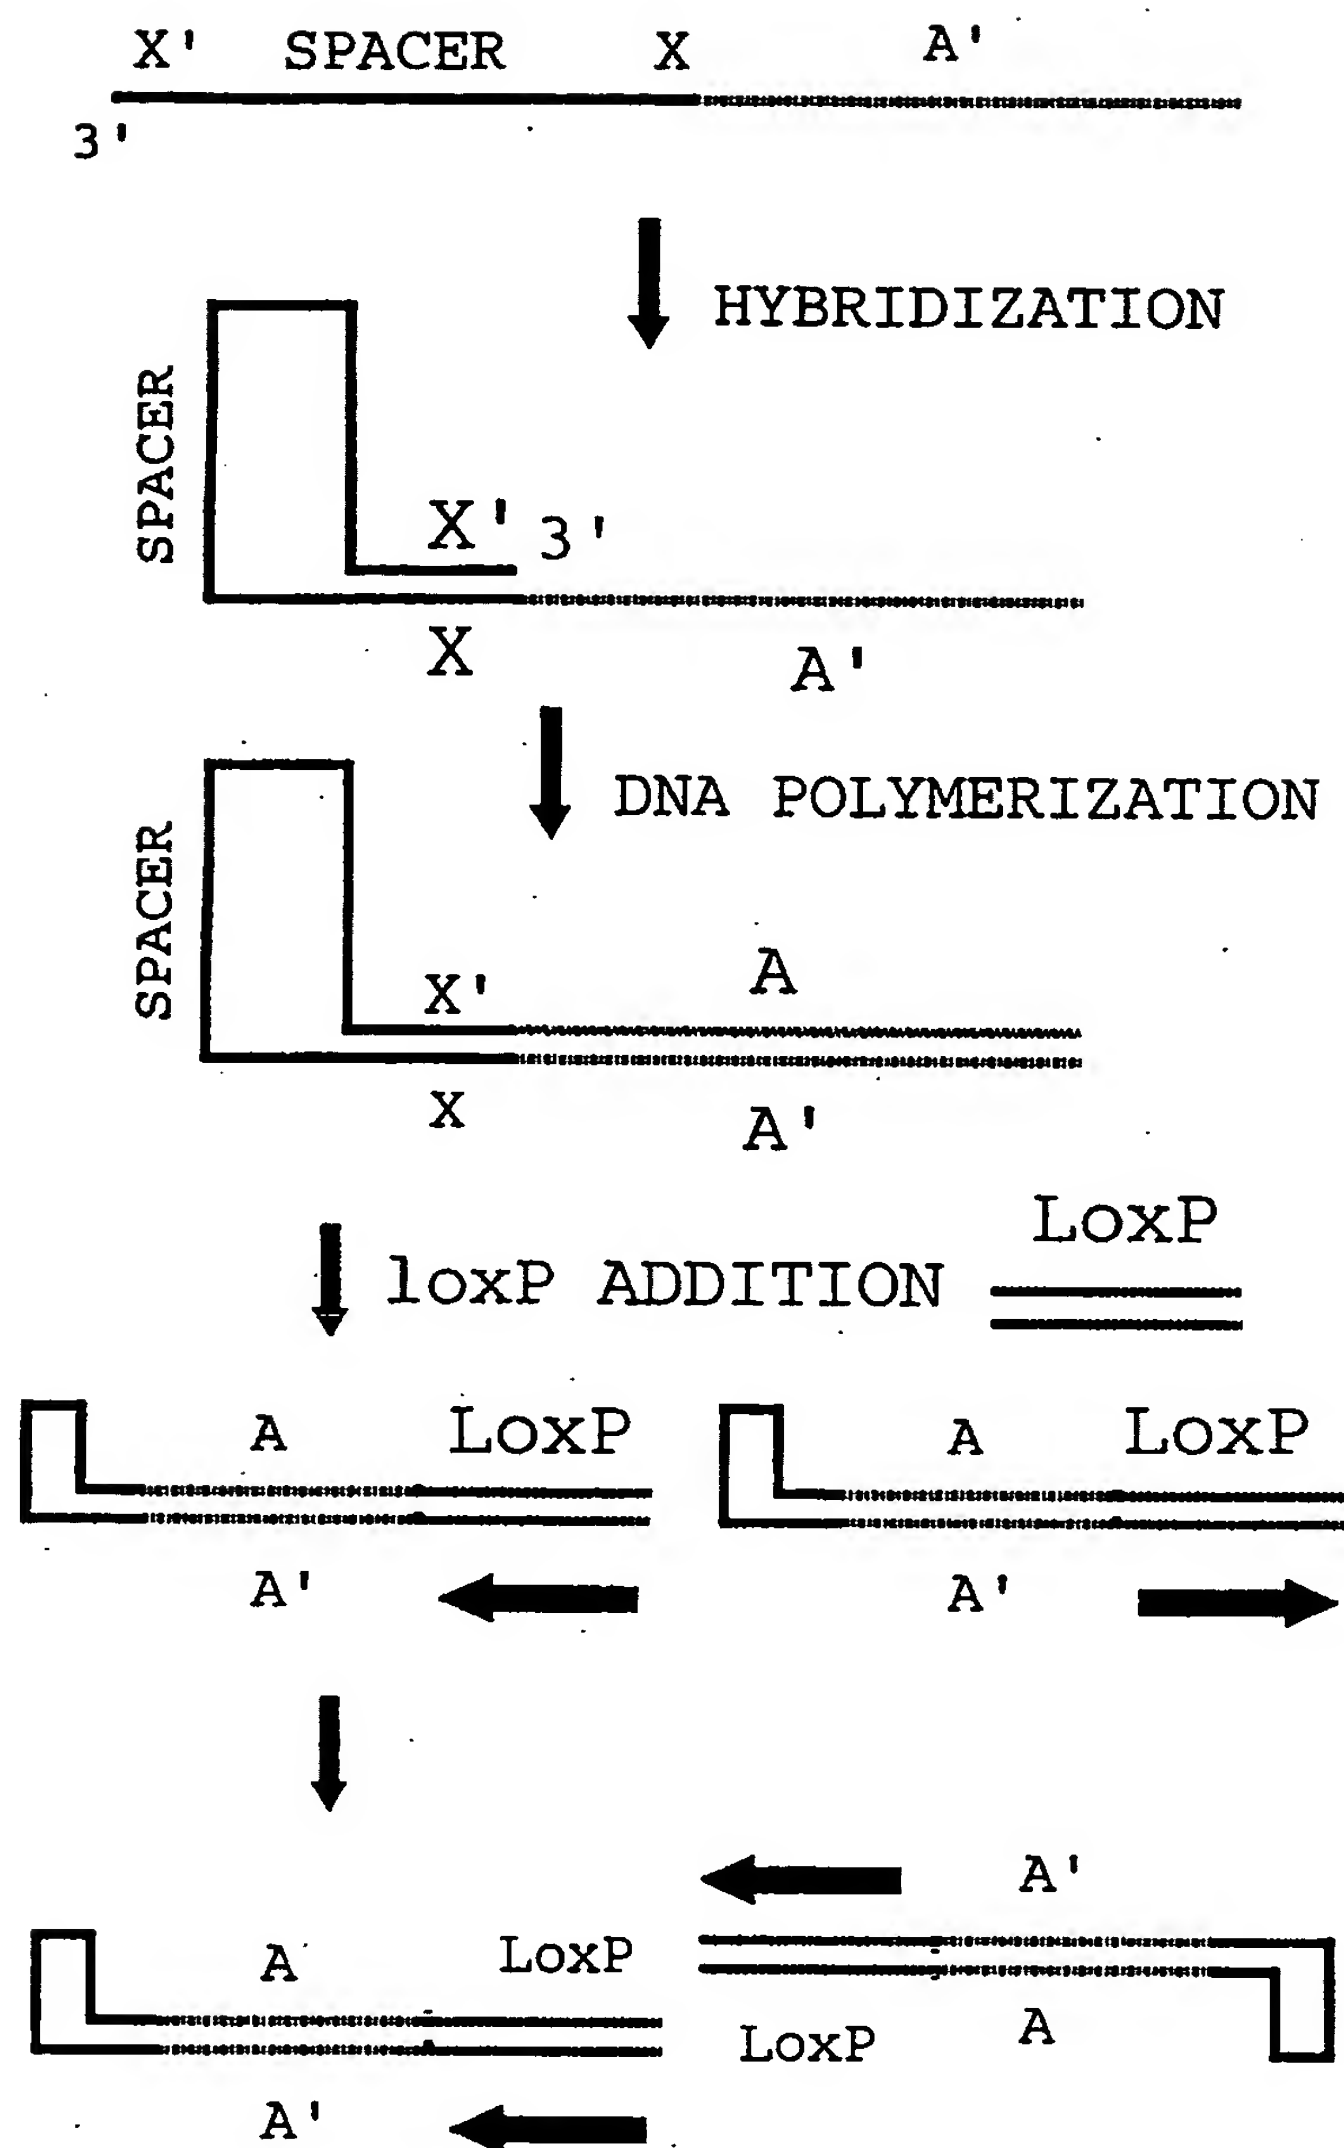 X' SPACER X A'
3'
HYBRIDIZATION
SPACER
X' 3'
X A'
DNA POLYMERIZATION
SPACER
X' A
X A'
LoxP
loxP ADDITION
A LoxP A LoxP
A' A'
A'
A LoxP
LoxP A
A'